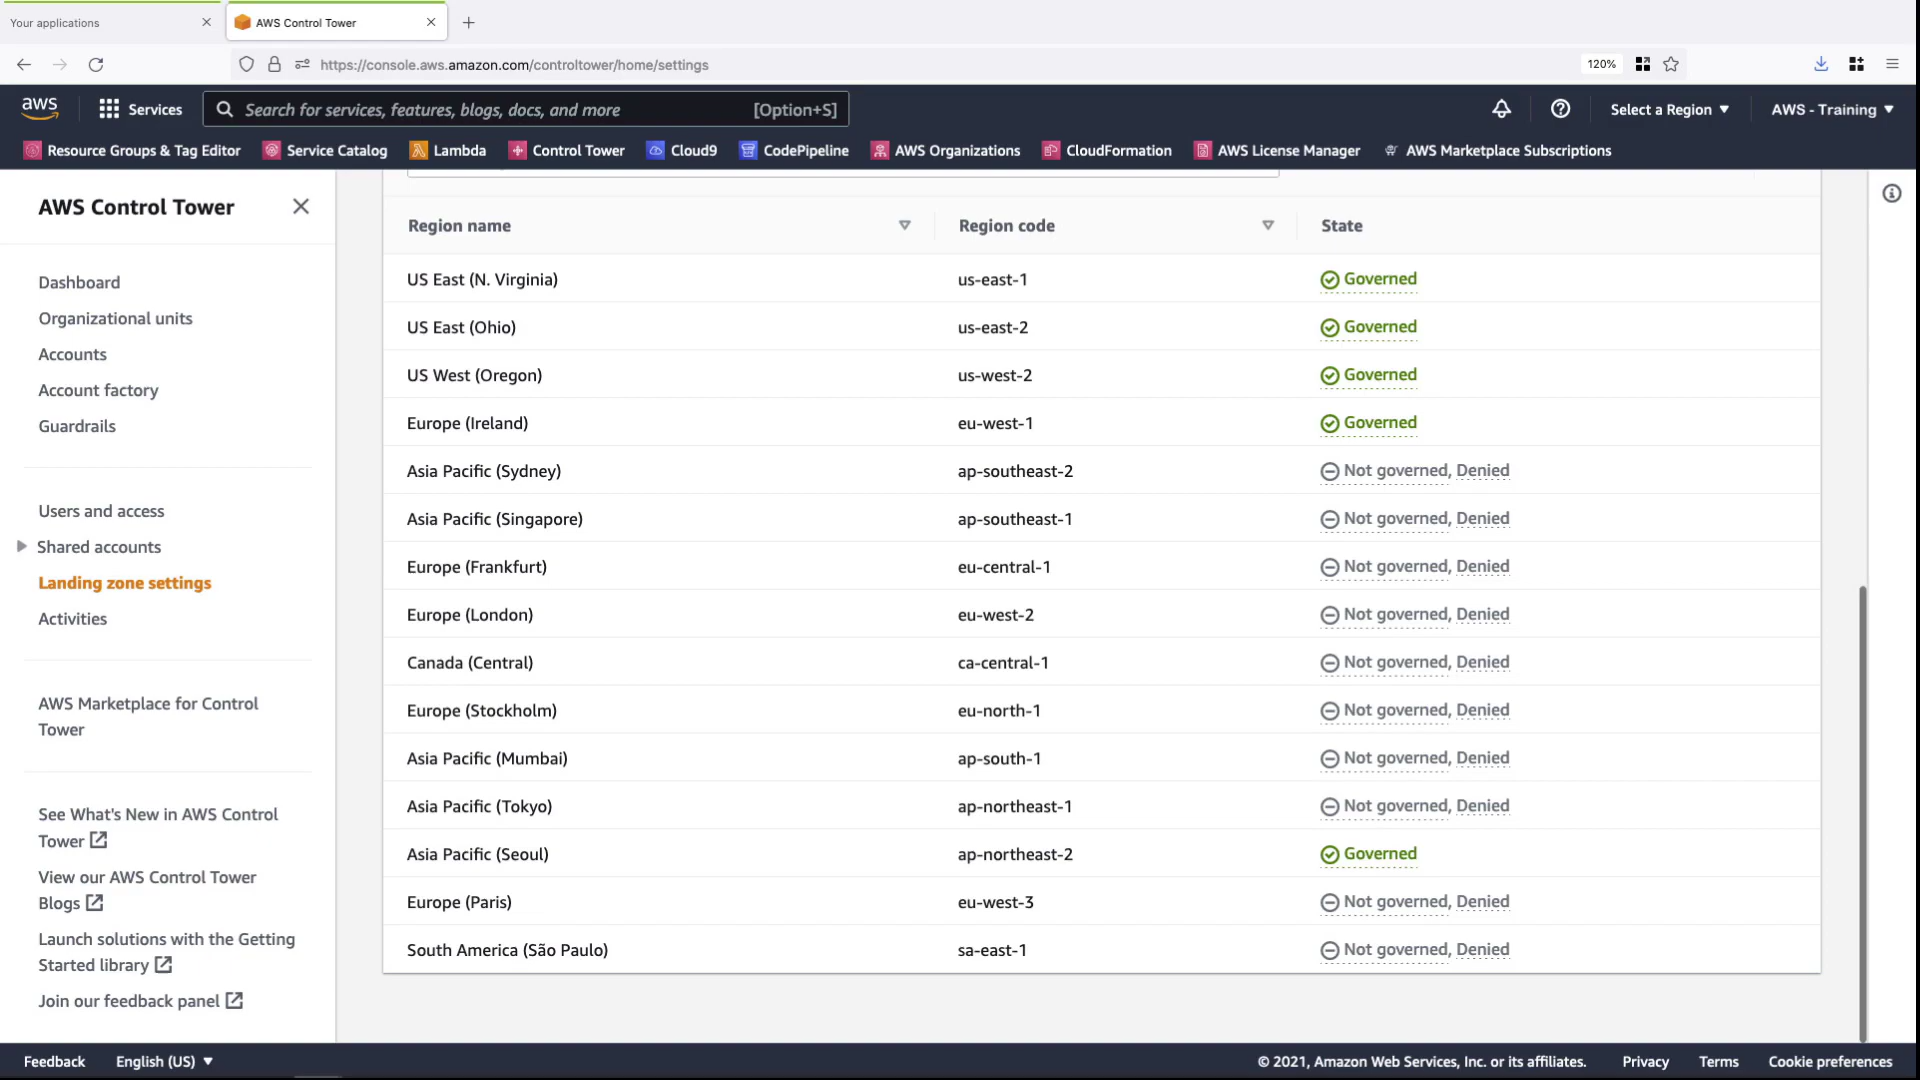 Your applications
AWS Control Tower
https://console.aws.amazon.com/controltower/home/settings
120%
aws
Services
Search for services, features, blogs, docs, and more
[Option+S]
Select a Region
AWS - Training
Resource Groups & Tag Editor
Service Catalog
Lambda
Control Tower
Cloud9
CodePipeline
AWS Organizations
CloudFormation
AWS License Manager
AWS Marketplace Subscriptions
AWS Control Tower
Dashboard
Organizational units
Accounts
Account factory
Guardrails
Users and access
Shared accounts
Landing zone settings
Activities
AWS Marketplace for Control
Tower
See What's New in AWS Control
Tower
View our AWS Control Tower
Blogs
Launch solutions with the Getting
Started library
Join our feedback panel
Region name Region code State
US East (N. Virginia) us-east-1 Governed
US East (Ohio) us-east-2 Governed
US West (Oregon) us-west-2 Governed
Europe (Ireland) eu-west-1 Governed
Asia Pacific (Sydney) ap-southeast-2 Not governed, Denied
Asia Pacific (Singapore) ap-southeast-1 Not governed, Denied
Europe (Frankfurt) eu-central-1 Not governed, Denied
Europe (London) eu-west-2 Not governed, Denied
Canada (Central) ca-central-1 Not governed, Denied
Europe (Stockholm) eu-north-1 Not governed, Denied
Asia Pacific (Mumbai) ap-south-1 Not governed, Denied
Asia Pacific (Tokyo) ap-northeast-1 Not governed, Denied
Asia Pacific (Seoul) ap-northeast-2 Governed
Europe (Paris) eu-west-3 Not governed, Denied
South America (São Paulo) sa-east-1 Not governed, Denied
Feedback
English (US)
© 2021, Amazon Web Services, Inc. or its affiliates.
Privacy
Terms
Cookie preferences